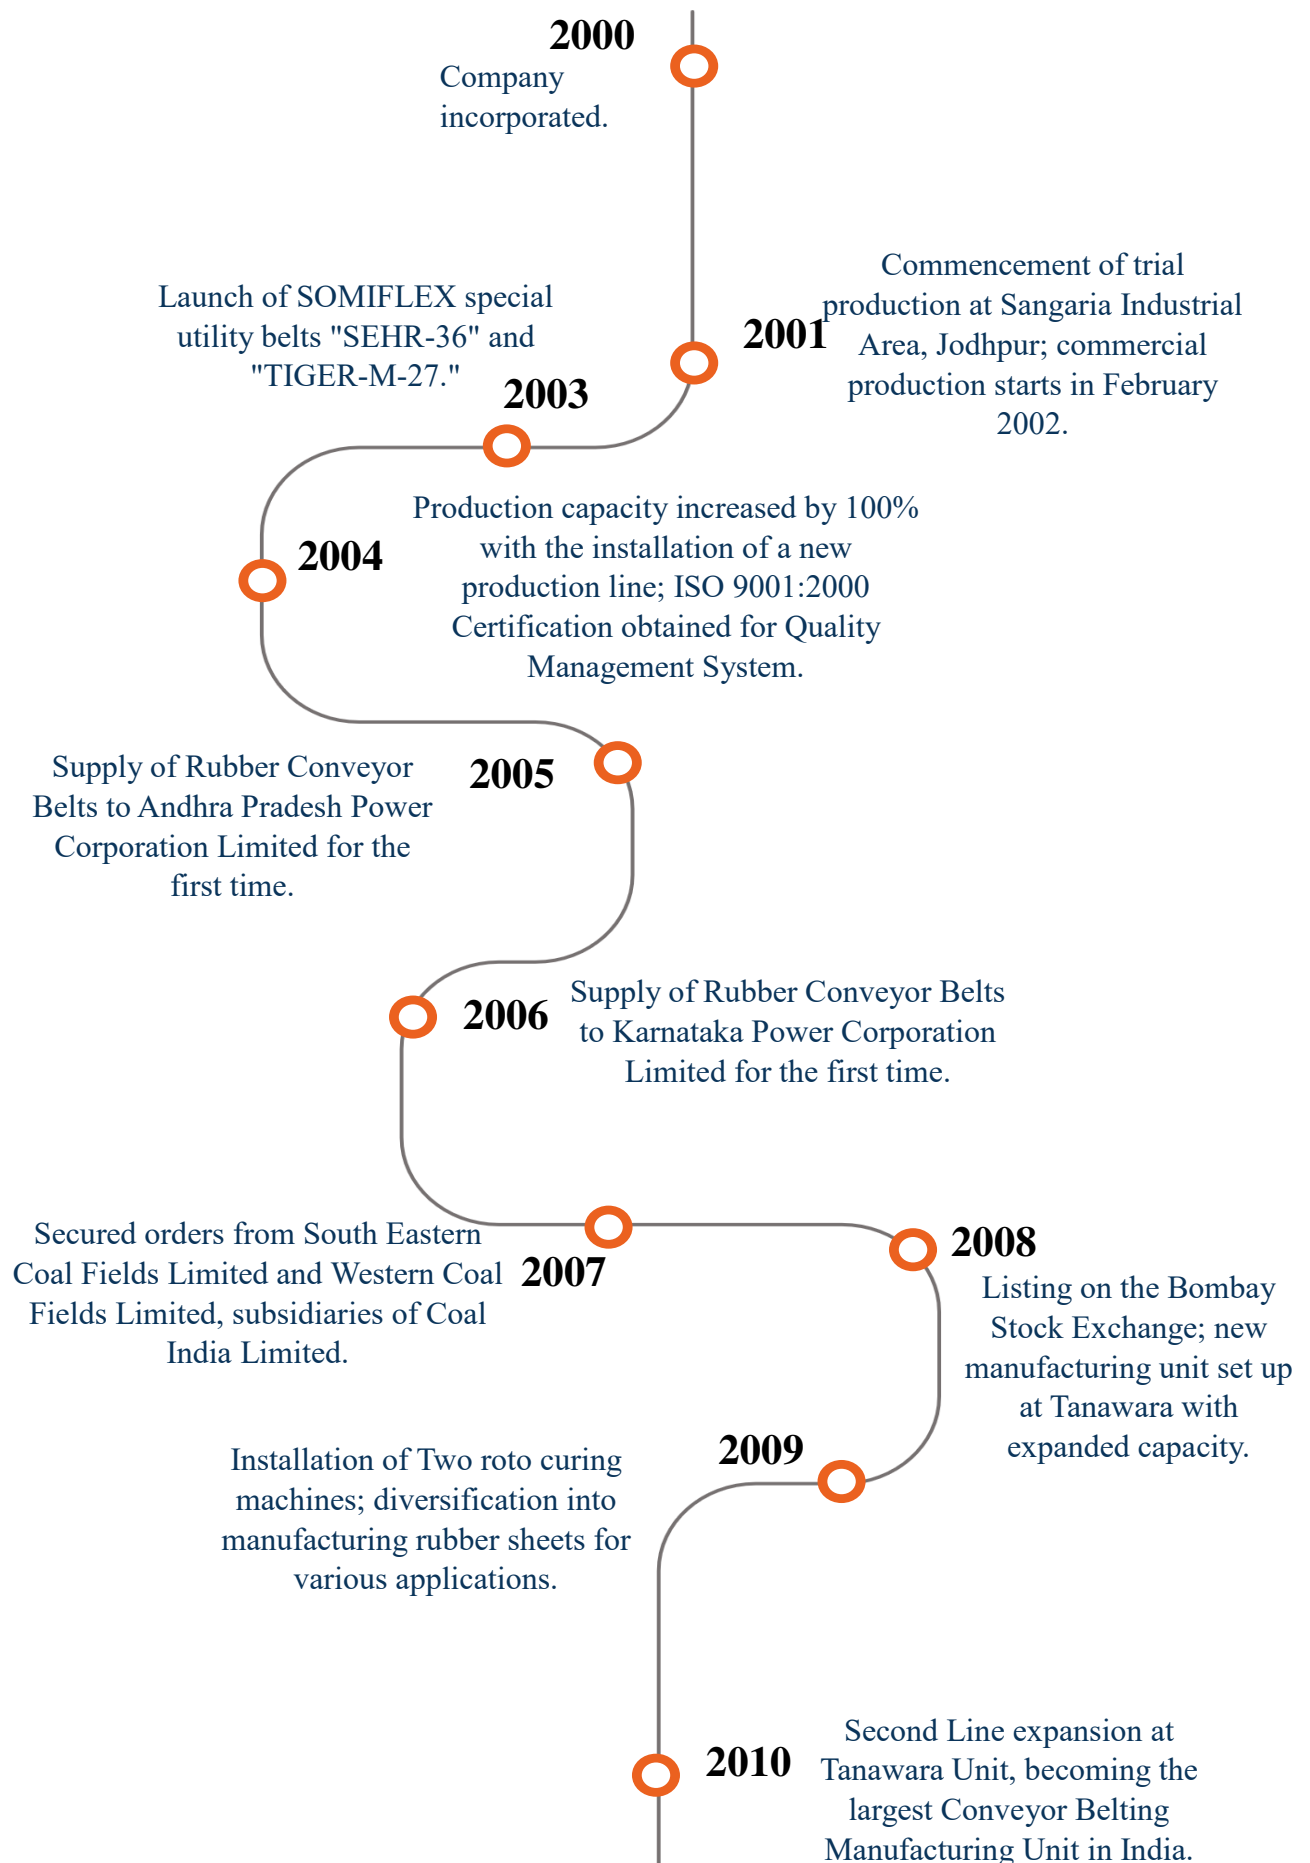 2000
Company
incorporated.
2001
Commencement of trial
production at Sangaria Industrial
Area, Jodhpur; commercial
production starts in February
2002.
2003
Launch of SOMIFLEX special
utility belts "SEHR-36" and
"TIGER-M-27."
2004
Production capacity increased by 100%
with the installation of a new
production line; ISO 9001:2000
Certification obtained for Quality
Management System.
2005
Supply of Rubber Conveyor
Belts to Andhra Pradesh Power
Corporation Limited for the
first time.
2006
Supply of Rubber Conveyor Belts
to Karnataka Power Corporation
Limited for the first time.
2007
Secured orders from South Eastern
Coal Fields Limited and Western Coal
Fields Limited, subsidiaries of Coal
India Limited.
2008
Listing on the Bombay
Stock Exchange; new
manufacturing unit set up
at Tanawara with
expanded capacity.
2009
Installation of Two roto curing
machines; diversification into
manufacturing rubber sheets for
various applications.
2010
Second Line expansion at
Tanawara Unit, becoming the
largest Conveyor Belting
Manufacturing Unit in India.